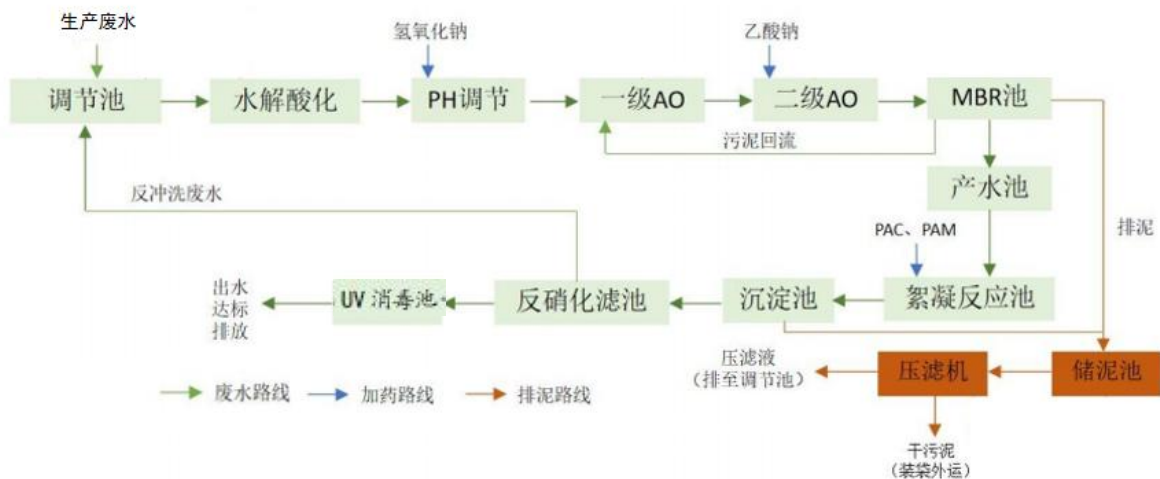 生产废水
氢氧化钠
乙酸钠
调节池
水解酸化
PH调节
一级AO
二级AO
MBR池
污泥回流
产水池
反冲洗废水
PAC、PAM
排泥
出水
达标
排放
UV 消毒池
反硝化滤池
沉淀池
絮凝反应池
压滤液
（排至调节池）
压滤机
储泥池
废水路线
加药路线
排泥路线
干污泥
（装袋外运）